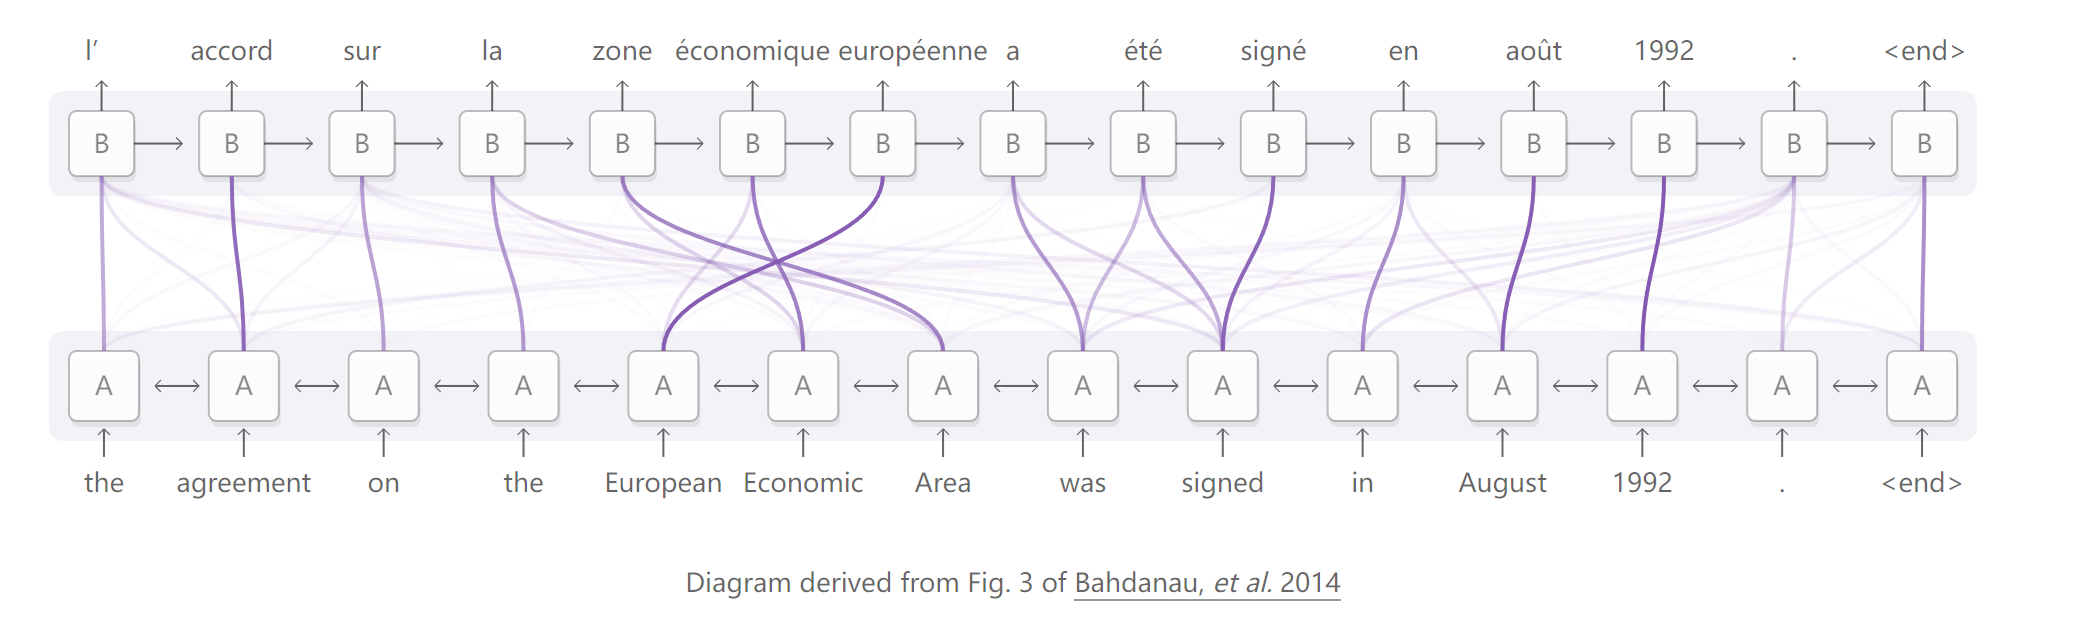 l’ accord sur la zone économique européenne a été signé en août 1992 . <end>
B B B B B B B B B B B B B B B
A A A A A A A A A A A A A A
the agreement on the European Economic Area was signed in August 1992 . <end>
Diagram derived from Fig. 3 of Bahdanau, et al. 2014